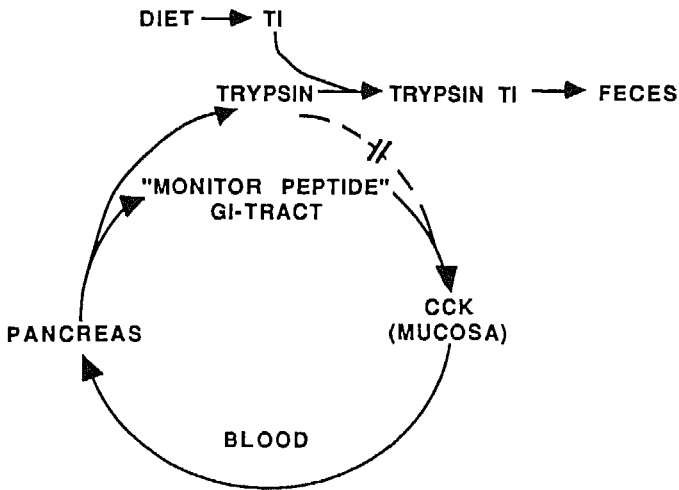 DIET TI
TRYPSIN TRYPSIN TI FECES
"MONITOR PEPTIDE"
GI-TRACT
CCK
(MUCOSA)
PANCREAS
BLOOD